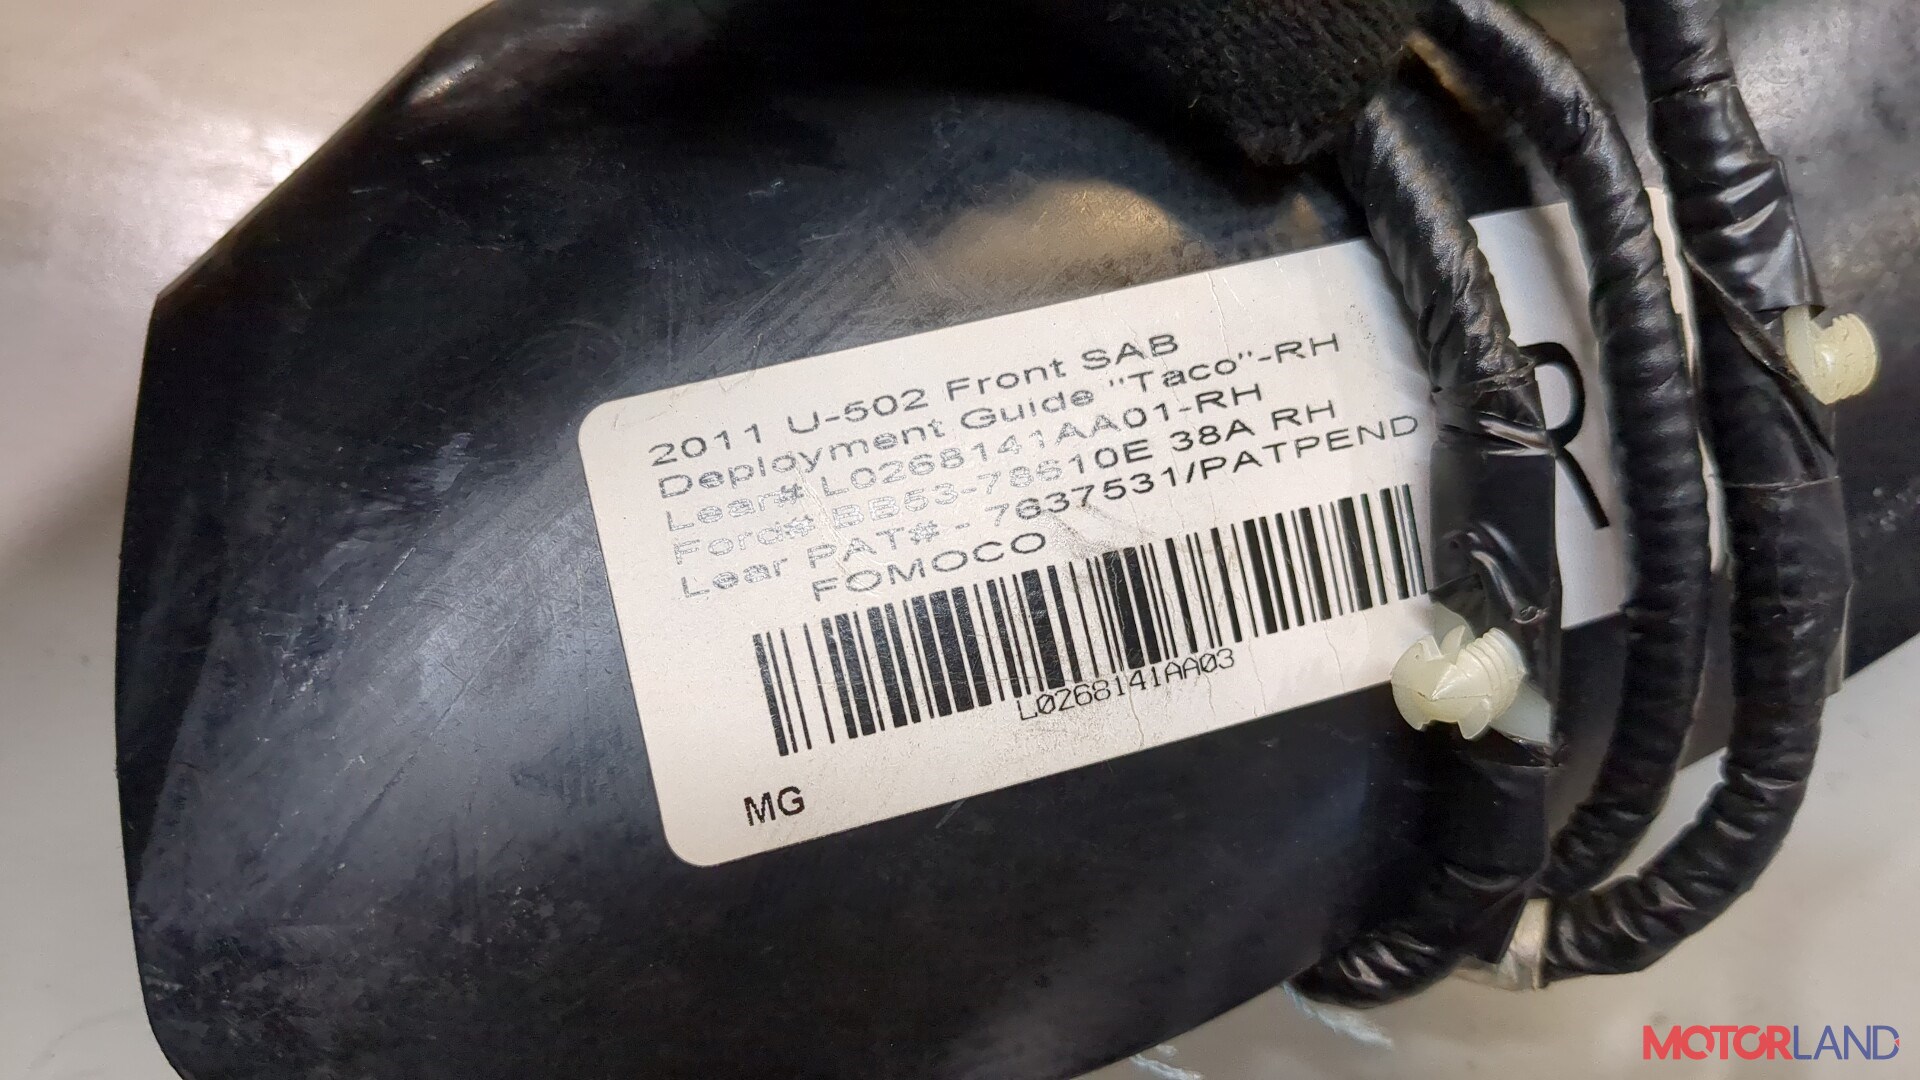 2011 U-502 Front SAB
Deployment Guide "Taco"-RH
Lear# L0268141AA01-RH
Ford# BB53-78610E 38A RH
Lear PAT# - 7637531/PATPEND
FOMOCO
L0268141AA03
MG
R
MOTORLAND